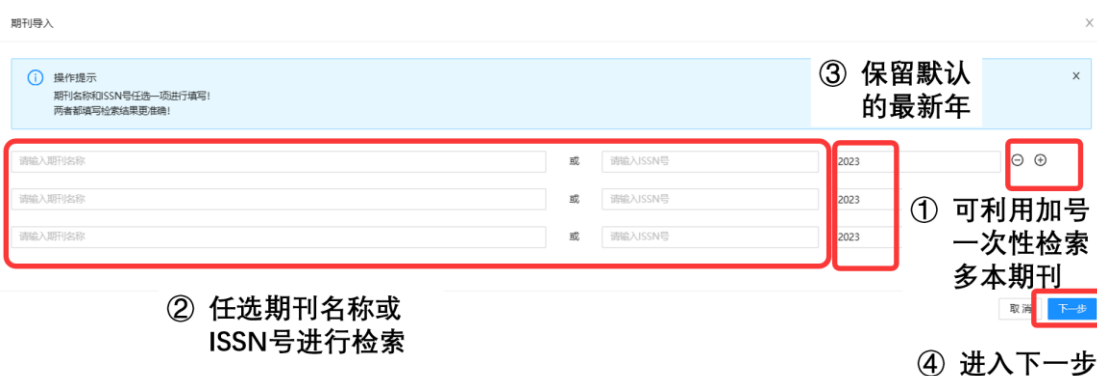 期刊导入
操作提示
期刊名称和ISSN号任选一项进行填写!
两者都填写检索结果更准确!
③ 保留默认
的最新年
请输入期刊名称 或 请输入ISSN号 2023
请输入期刊名称 或 请输入ISSN号 2023
请输入期刊名称 或 请输入ISSN号 2023
① 可利用加号
一次性检索
多本期刊
② 任选期刊名称或
ISSN号进行检索
取消 下一步
④ 进入下一步